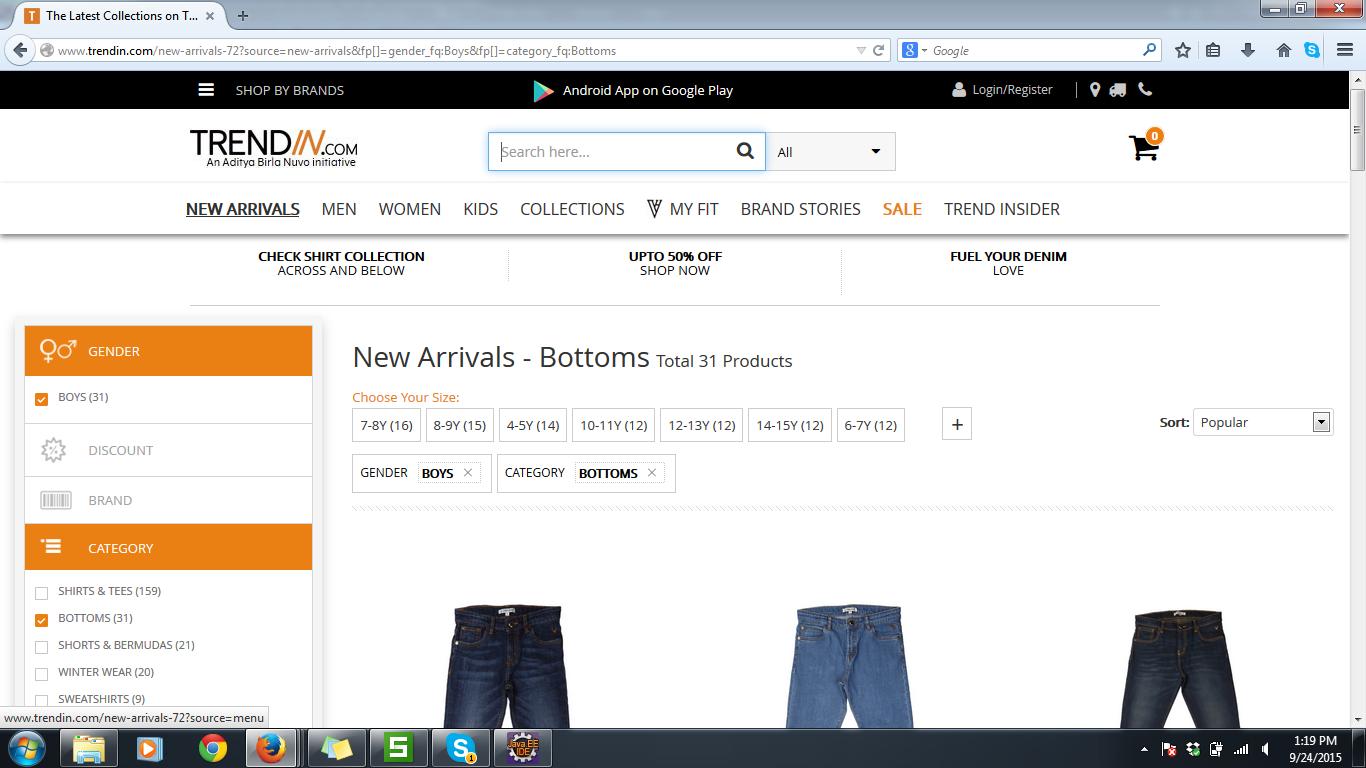 The Latest Collections on T...
www.trendin.com/new-arrivals-72?source=new-arrivals&fp[]=gender_fq:Boys&fp[]=category_fq:Bottoms
Google
SHOP BY BRANDS
Android App on Google Play
Login/Register
TRENDIN.COM
An Aditya Birla Nuvo initiative
Search here...
All
0
NEW ARRIVALS MEN WOMEN KIDS COLLECTIONS MY FIT BRAND STORIES SALE TREND INSIDER
CHECK SHIRT COLLECTION
ACROSS AND BELOW
UPTO 50% OFF
SHOP NOW
FUEL YOUR DENIM
LOVE
GENDER
BOYS (31)
DISCOUNT
BRAND
CATEGORY
SHIRTS & TEES (159)
BOTTOMS (31)
SHORTS & BERMUDAS (21)
WINTER WEAR (20)
SWEATSHIRTS (9)
New Arrivals - Bottoms Total 31 Products
Choose Your Size:
7-8Y (16) 8-9Y (15) 4-5Y (14) 10-11Y (12) 12-13Y (12) 14-15Y (12) 6-7Y (12) +
Sort: Popular
GENDER BOYS × CATEGORY BOTTOMS ×
www.trendin.com/new-arrivals-72?source=menu
Java EE
IDE
1
1:19 PM
9/24/2015